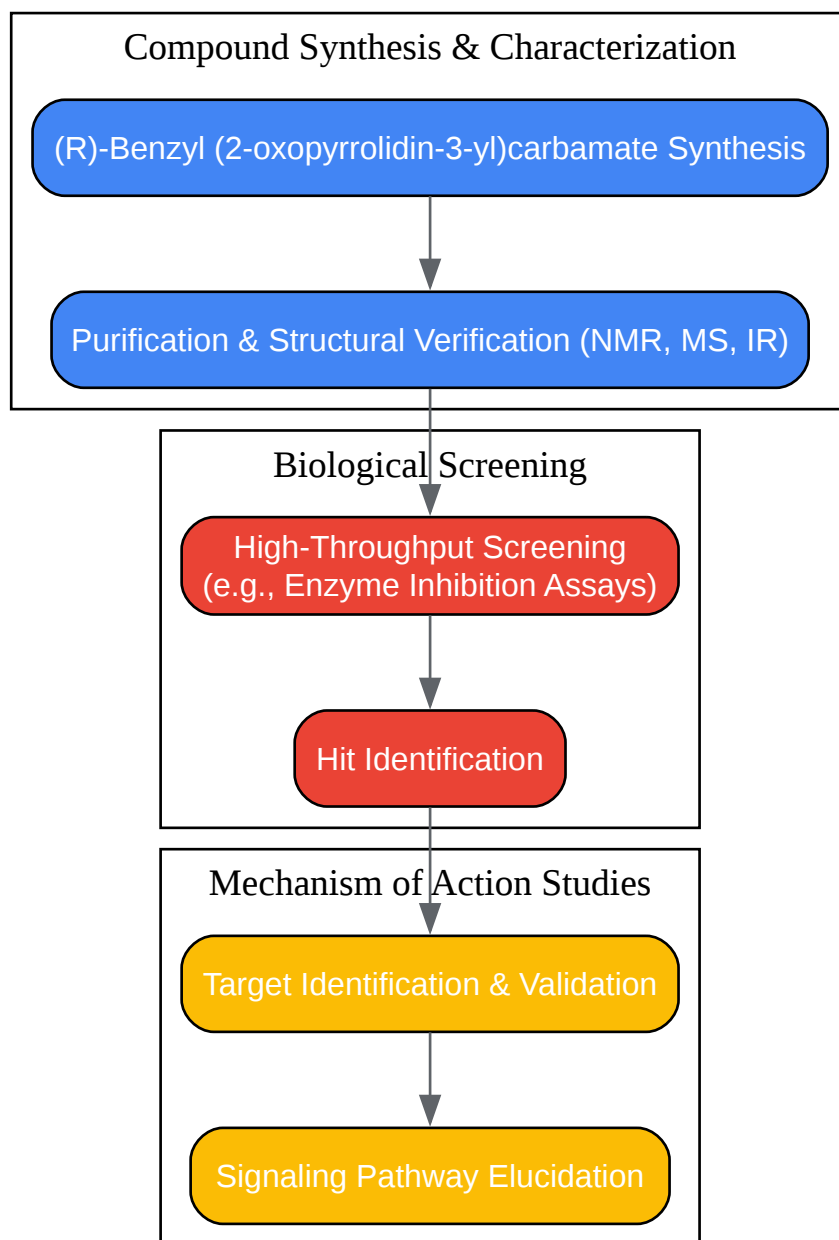 Compound Synthesis & Characterization
(R)-Benzyl (2-oxopyrrolidin-3-yl)carbamate Synthesis
Purification & Structural Verification (NMR, MS, IR)
Biological Screening
High-Throughput Screening
(e.g., Enzyme Inhibition Assays)
Hit Identification
Mechanism of Action Studies
Target Identification & Validation
Signaling Pathway Elucidation